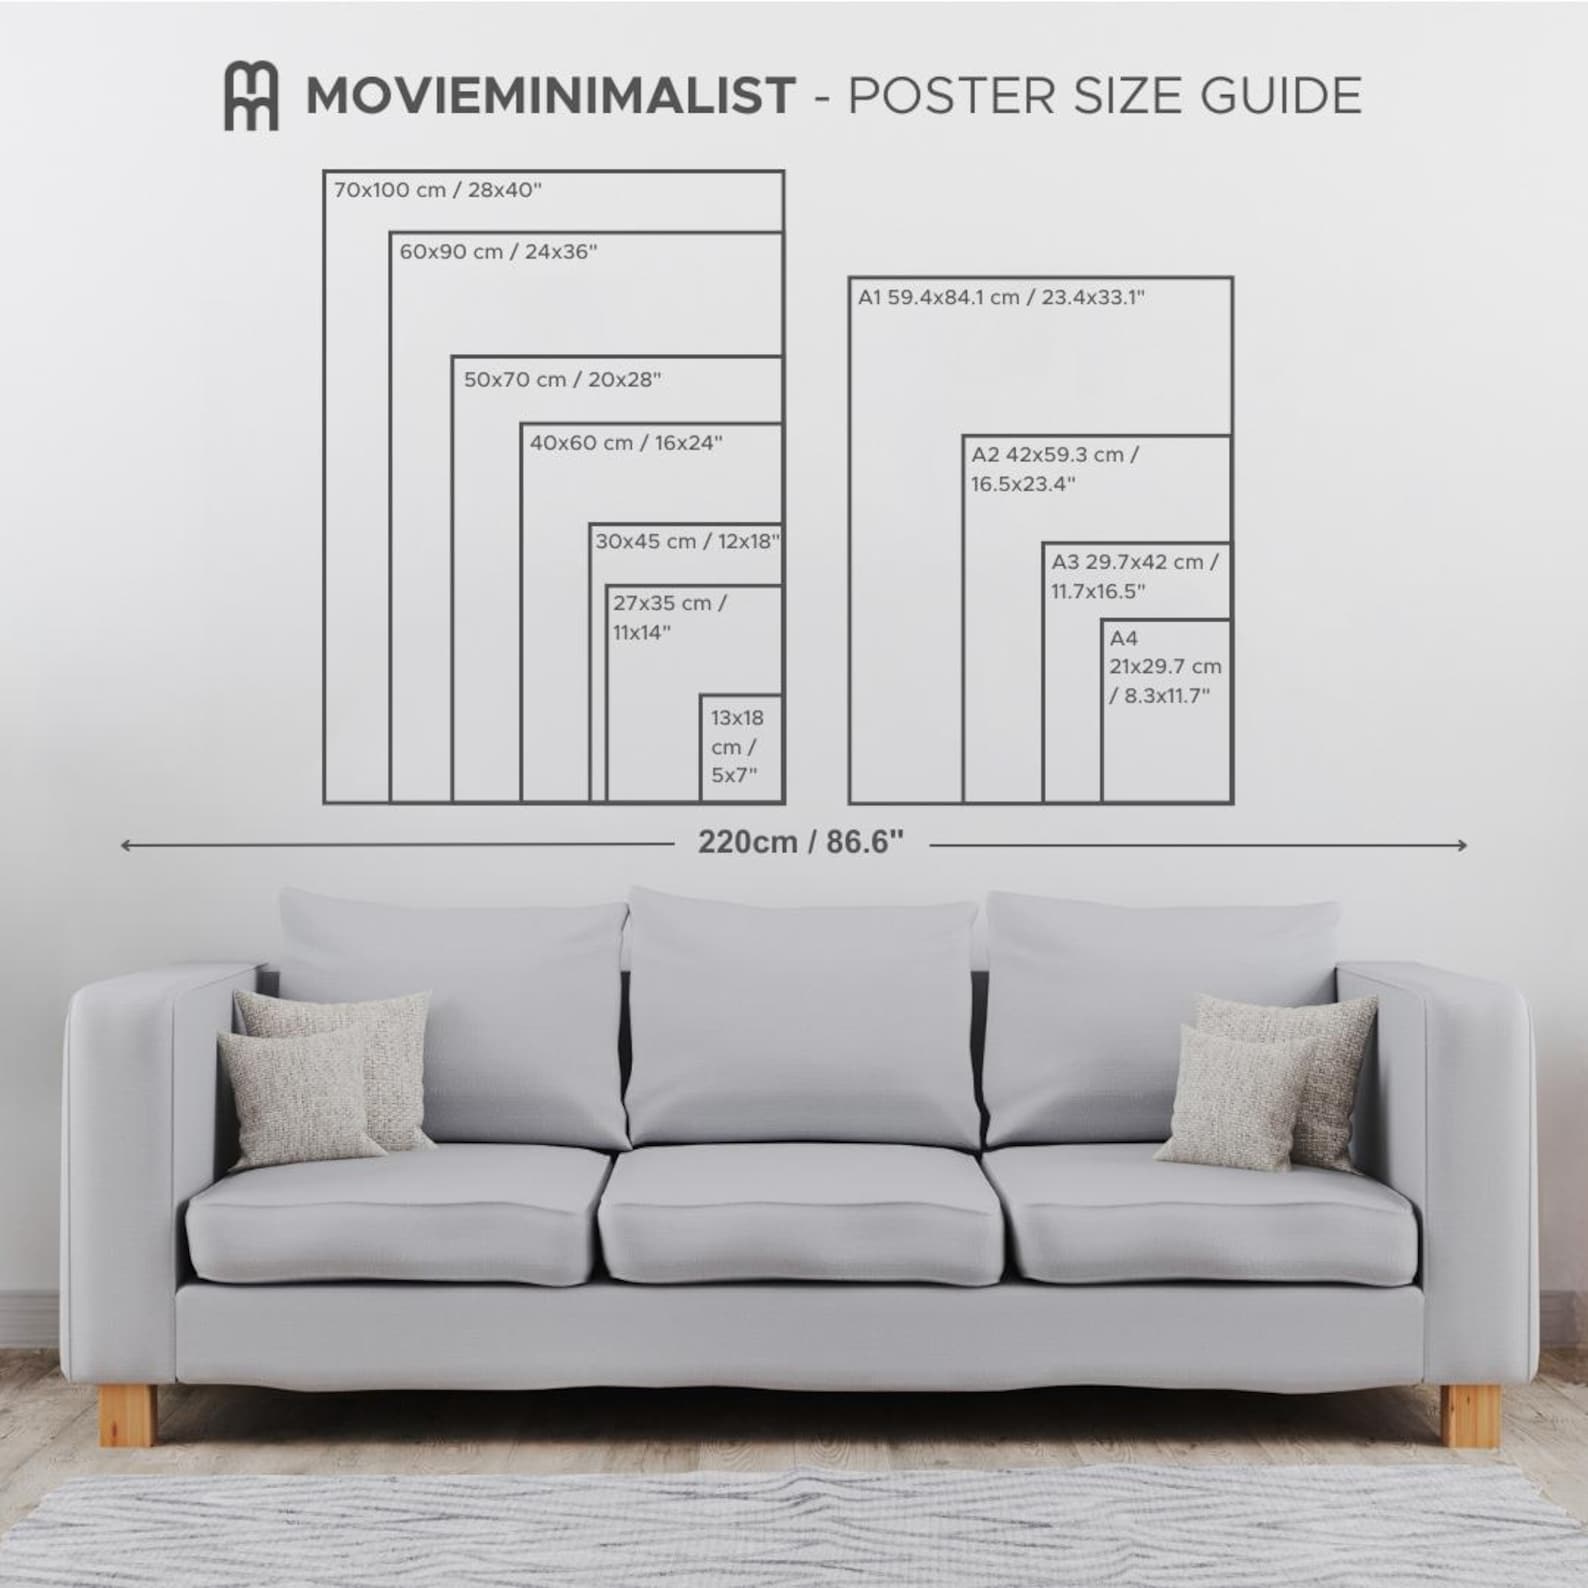 MOVIEMINIMALIST - POSTER SIZE GUIDE
70x100 cm / 28x40"
60x90 cm / 24x36"
50x70 cm / 20x28"
40x60 cm / 16x24"
30x45 cm / 12x18"
27x35 cm /
11x14"
13x18
cm /
5x7"
A1 59.4x84.1 cm / 23.4x33.1"
A2 42x59.3 cm /
16.5x23.4"
A3 29.7x42 cm /
11.7x16.5"
A4
21x29.7 cm
/ 8.3x11.7"
220cm / 86.6"